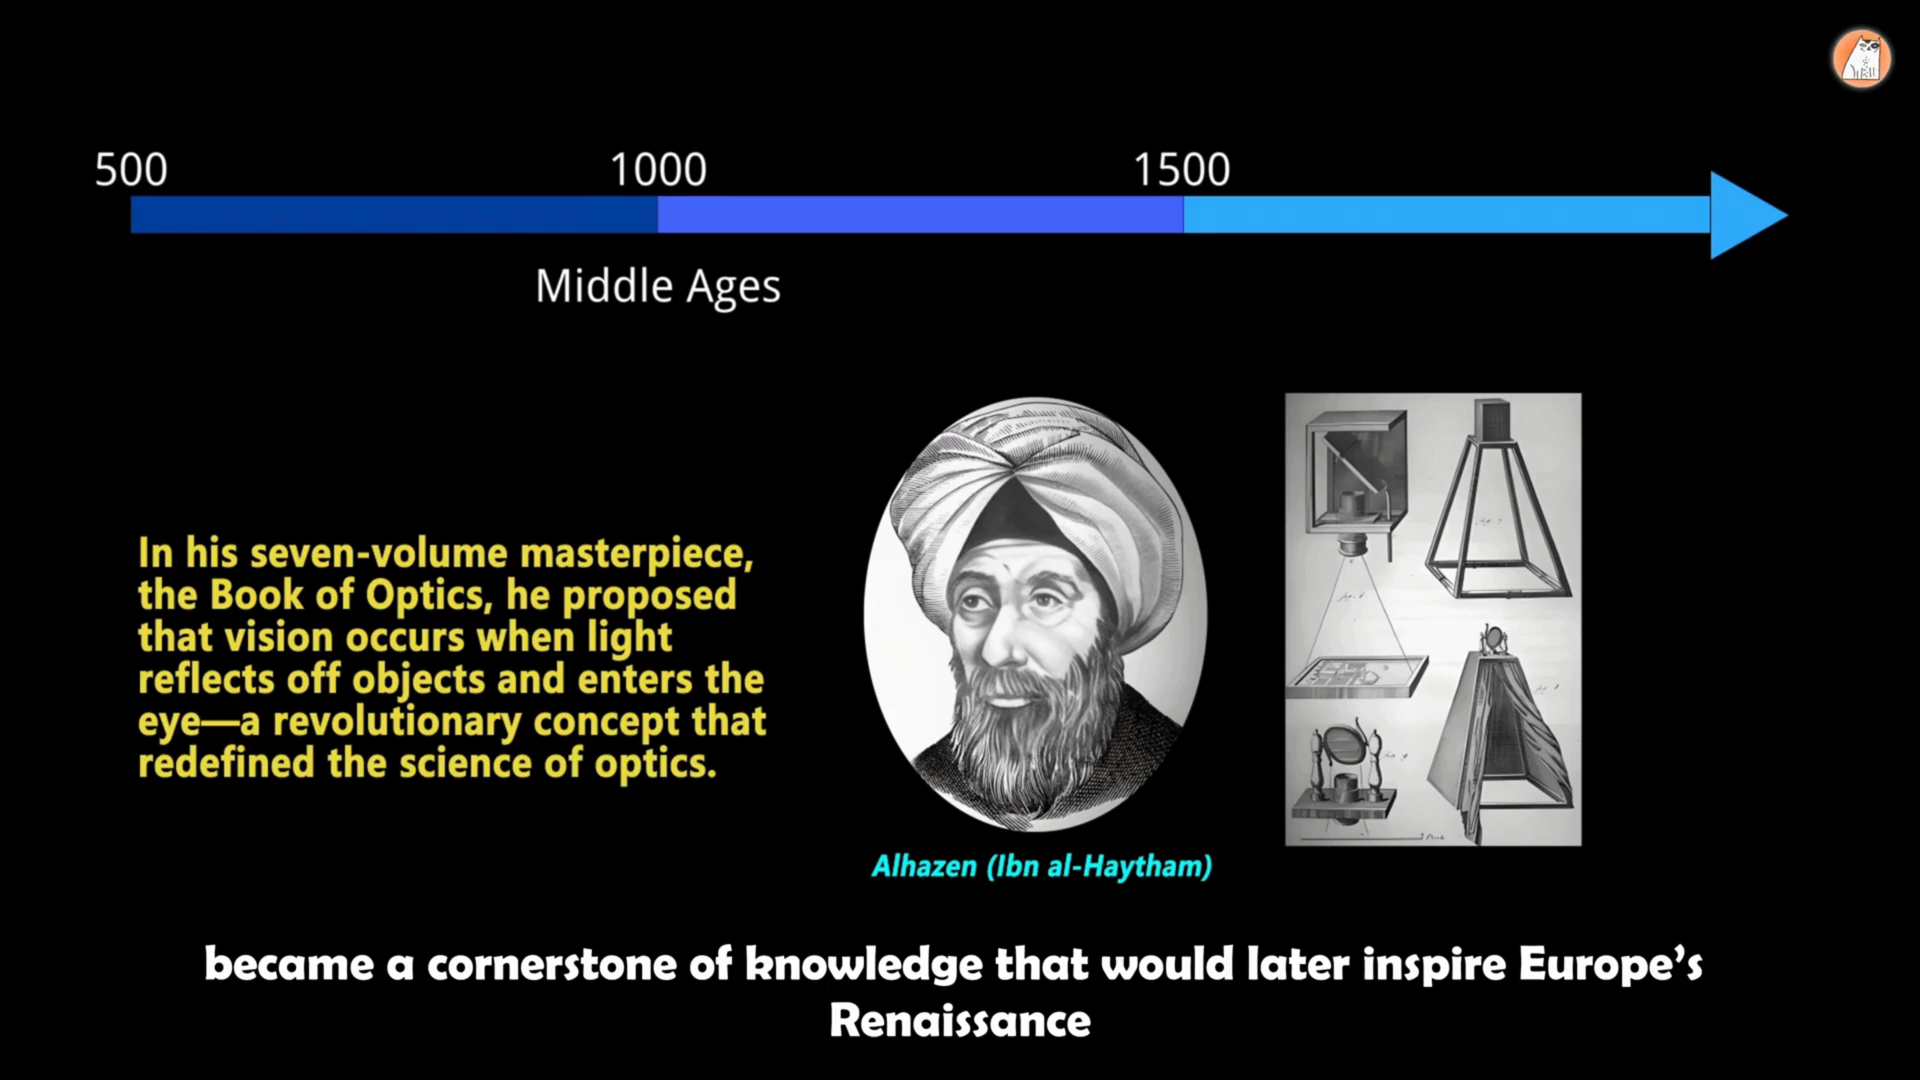 500 1000 1500
Middle Ages
In his seven-volume masterpiece,
the Book of Optics, he proposed
that vision occurs when light
reflects off objects and enters the
eye—a revolutionary concept that
redefined the science of optics.
Alhazen (Ibn al-Haytham)
became a cornerstone of knowledge that would later inspire Europe's
Renaissance